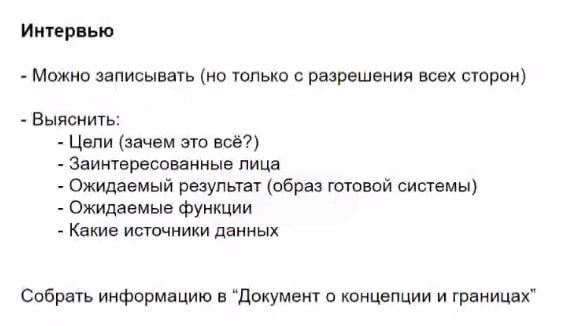 Интервью
- Можно записывать (но только с разрешения всех сторон)
- Выяснить:
- Цели (зачем это всё?)
- Заинтересованные лица
- Ожидаемый результат (образ готовой системы)
- Ожидаемые функции
- Какие источники данных
Собрать информацию в “Документ о концепции и границах”